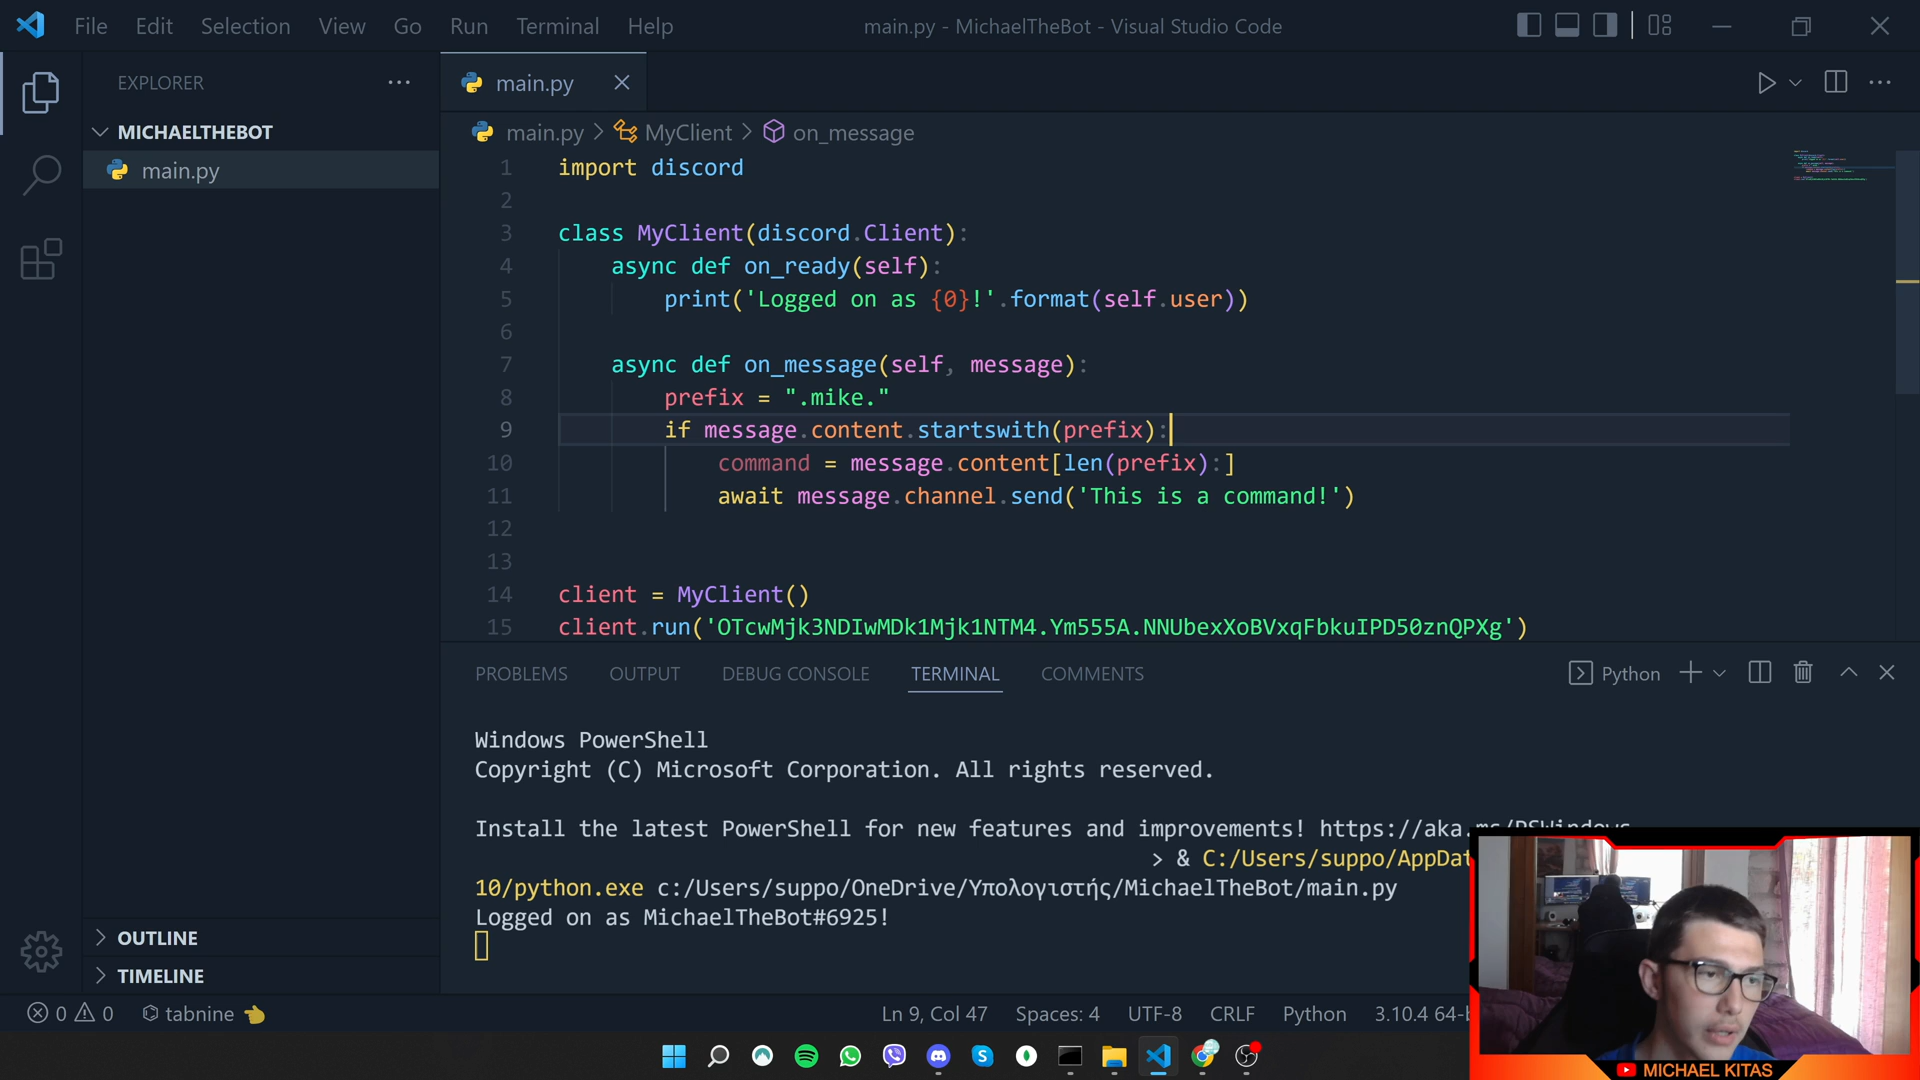 File Edit Selection View Go Run Terminal Help
main.py - MichaelTheBot - Visual Studio Code
EXPLORER
MICHAELTHEBOT
main.py
main.py
main.py > MyClient > on_message
1 import discord
2
3 class MyClient(discord.Client):
4 async def on_ready(self):
5 print('Logged on as {0}!'.format(self.user))
6
7 async def on_message(self, message):
8 prefix = ".mike."
9 if message.content.startswith(prefix):
10 command = message.content[len(prefix):]
11 await message.channel.send('This is a command!')
12
13
14 client = MyClient()
15 client.run('OTcwMjk3NDIwMDk1Mjk1NTM4.Ym555A.NNUbexXoBVxqFbkuIPD50znQPXg')
PROBLEMS OUTPUT DEBUG CONSOLE TERMINAL COMMENTS
Python
Windows PowerShell
Copyright (C) Microsoft Corporation. All rights reserved.
Install the latest PowerShell for new features and improvements! https://aka.ms/PSWindows
> & C:/Users/suppo/AppDat
10/python.exe c:/Users/suppo/OneDrive/Υπολογιστής/MichaelTheBot/main.py
Logged on as MichaelTheBot#6925!
OUTLINE
TIMELINE
0 0 tabnine
Ln 9, Col 47 Spaces: 4 UTF-8 CRLF Python 3.10.4 64-b
MICHAEL KITAS